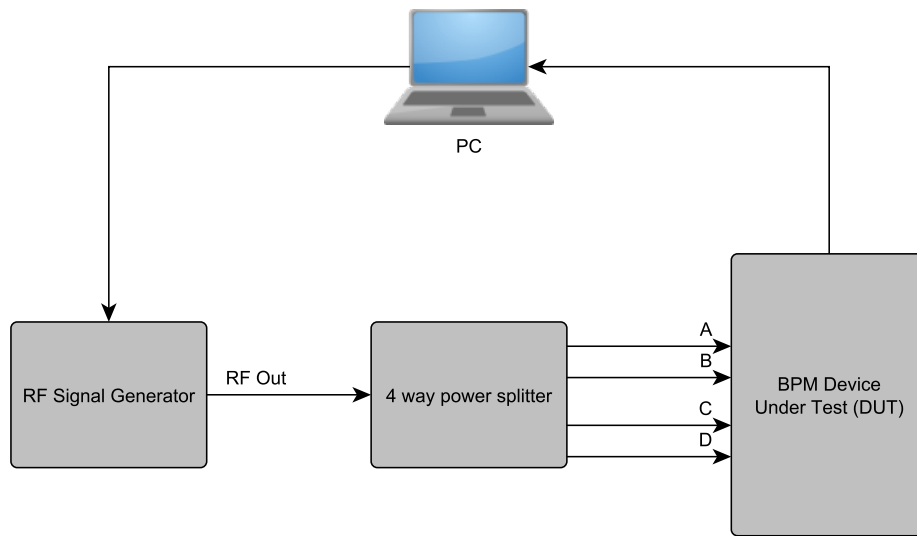 PC
RF Signal Generator
RF Out
4 way power splitter
A
B
C
D
BPM Device
Under Test (DUT)